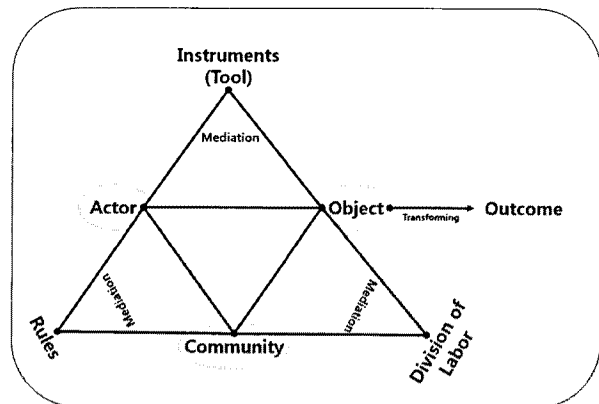 Instruments
(Tool)
Mediation
Actor
Object
Transforming
Outcome
Mediation
Mediation
Rules
Community
Division of
Labor